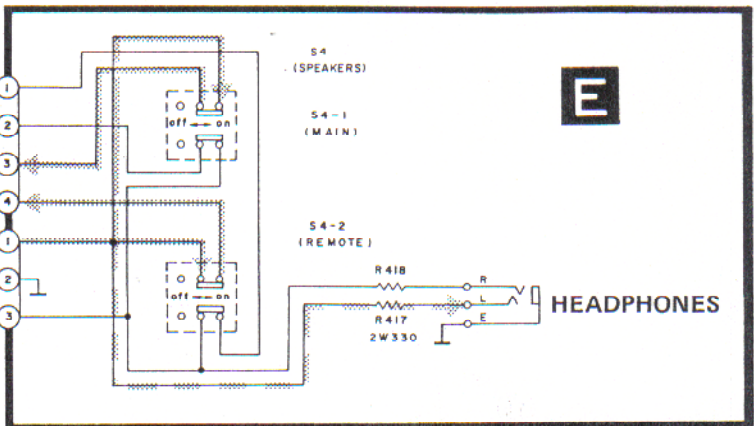 S4
(SPEAKERS)
E
1
off on
S4-1
2
(MAIN)
3
4
S4-2
1
(REMOTE)
R418
2
off on
R
L
HEADPHONES
3
R417
E
2W330